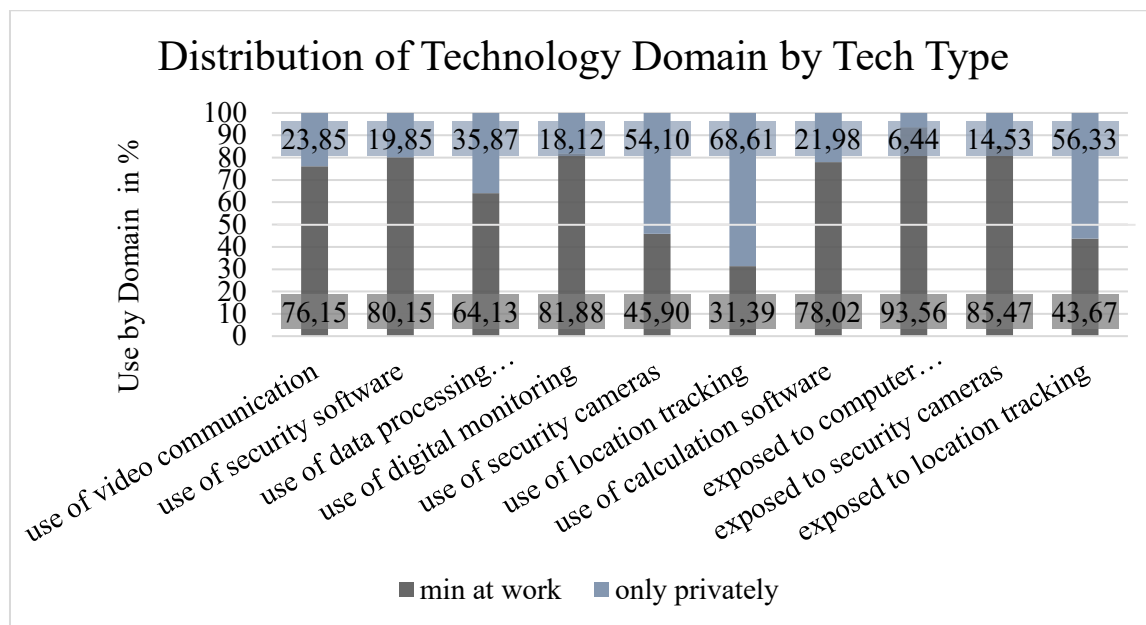 Distribution of Technology Domain by Tech Type
Use by Domain in %
100
90
80
70
60
50
40
30
20
10
0
23,85 19,85 35,87 18,12 54,10 68,61 21,98 6,44 14,53 56,33
76,15 80,15 64,13 81,88 45,90 31,39 78,02 93,56 85,47 43,67
use of video communication
use of security software
use of data processing…
use of digital monitoring
use of security cameras
use of location tracking
use of calculation software
exposed to computer…
exposed to security cameras
exposed to location tracking
min at work only privately